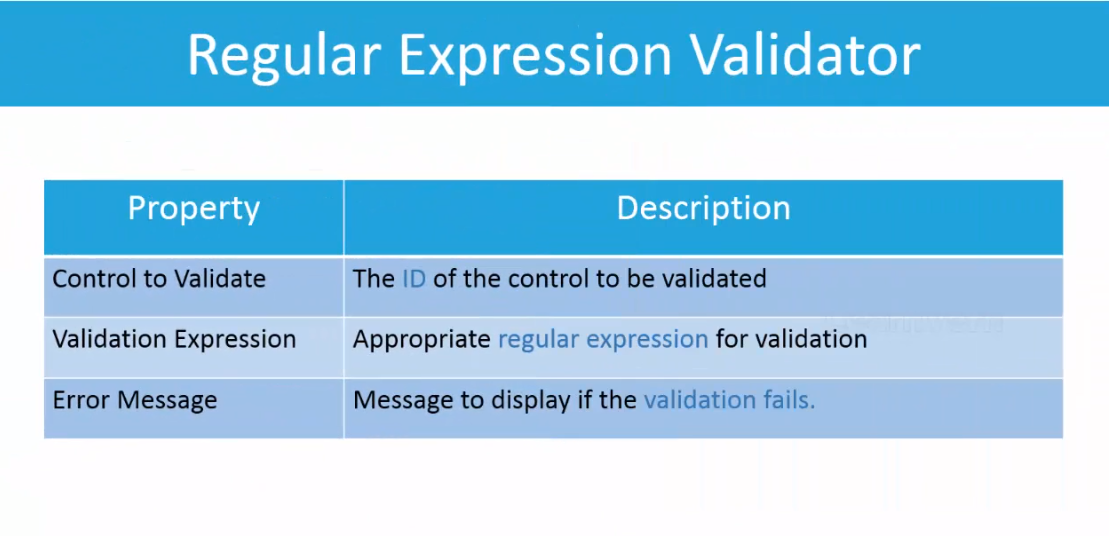 Regular Expression Validator
Property Description
Control to Validate The ID of the control to be validated
Validation Expression Appropriate regular expression for validation
Error Message Message to display if the validation fails.